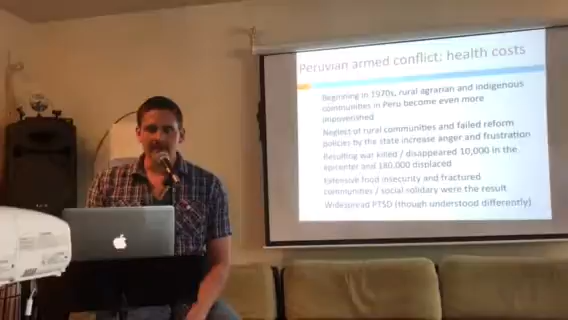 Peruvian armed conflict: health costs
Beginning in 1970s, rural agrarian and indigenous
communities in Peru become even more
impoverished
Neglect of rural communities and failed reform
policies by the state increase anger and frustration
Resulting war killed / disappeared 10,000 in the
epicenter and 180,000 displaced
Extensive food insecurity and fractured
communities / social solidary were the result
Widespread PTSD (though understood differently)